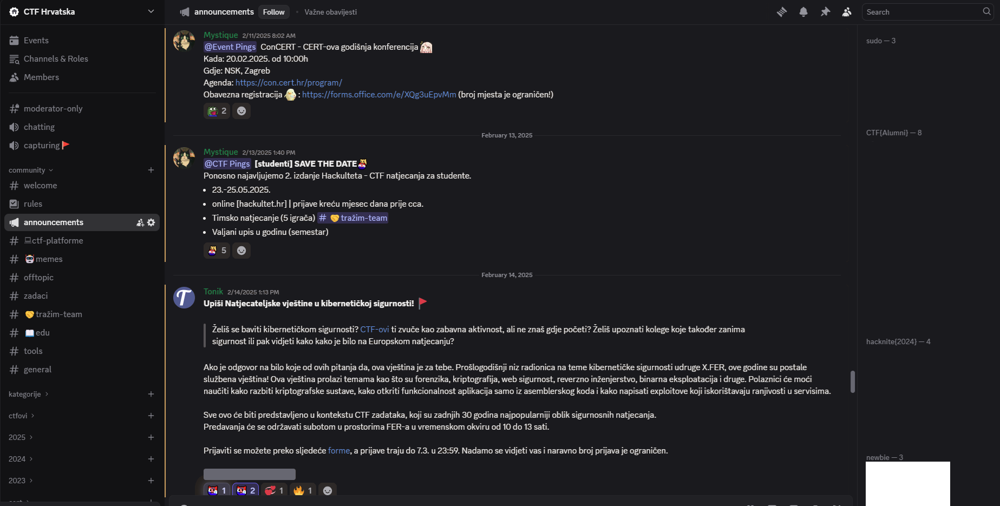 CTF Hrvatska
Events
Channels & Roles
Members
moderator-only
chatting
capturing
community
welcome
rules
announcements
ctf-platforme
memes
offtopic
zadaci
tražim-team
edu
tools
general
kategorije
ctfovi
2025
2024
2023
announcements Follow • Važne obavijesti
Search
Mystique 2/11/2025 8:02 AM
@Event Pings ConCERT - CERT-ova godišnja konferencija
Kada: 20.02.2025. od 10:00h
Gdje: NSK, Zagreb
Agenda: https://con.cert.hr/program/
Obavezna registracija : https://forms.office.com/e/XQg3uEpvMm (broj mjesta je ograničen!)
2
February 13, 2025
Mystique 2/13/2025 1:40 PM
@CTF Pings [studenti] SAVE THE DATE
Ponosno najavljujemo 2. izdanje Hackulteta - CTF natjecanja za studente.
• 23.-25.05.2025.
• online [hackultet.hr] | prijave kreću mjesec dana prije cca.
• Timsko natjecanje (5 igrača) # tražim-team
• Valjani upis u godinu (semestar)
5
February 14, 2025
T
Tonik 2/14/2025 1:13 PM
Upiši Natjecateljske vještine u kibernetičkoj sigurnosti!
Želiš se baviti kibernetičkom sigurnosti? CTF-ovi ti zvuče kao zabavna aktivnost, ali ne znaš gdje početi? Želiš upoznati kolege koje također zanima
sigurnost ili pak vidjeti kako kako je bilo na Europskom natjecanju?
Ako je odgovor na bilo koje od ovih pitanja da, ova vještina je za tebe. Prošlogodišnji niz radionica na teme kibernetičke sigurnosti udruge X.FER, ove godine su postale
službena vještina! Ova vještina prolazi temama kao što su forenzika, kriptografija, web sigurnost, reverzno inženjerstvo, binarna eksploatacija i druge. Polaznici će moći
naučiti kako razbiti kriptografske sustave, kako otkriti funkcionalnost aplikacija samo iz asemblerskog koda i kako napisati exploitove koji iskorištavaju ranjivosti u servisima.
Sve ovo će biti predstavljeno u kontekstu CTF zadataka, koji su zadnjih 30 godina najpopularniji oblik sigurnosnih natjecanja.
Predavanja će se održavati subotom u prostorima FER-a u vremenskom okviru od 10 do 13 sati.
Prijaviti se možete preko sljedeće forme, a prijave traju do 7.3. u 23:59. Nadamo se vidjeti vas i naravno broj prijava je ograničen.
1 2 1 1
sudo — 3
CTF{Alumni} — 8
hacknite{2024} — 4
newbie — 3